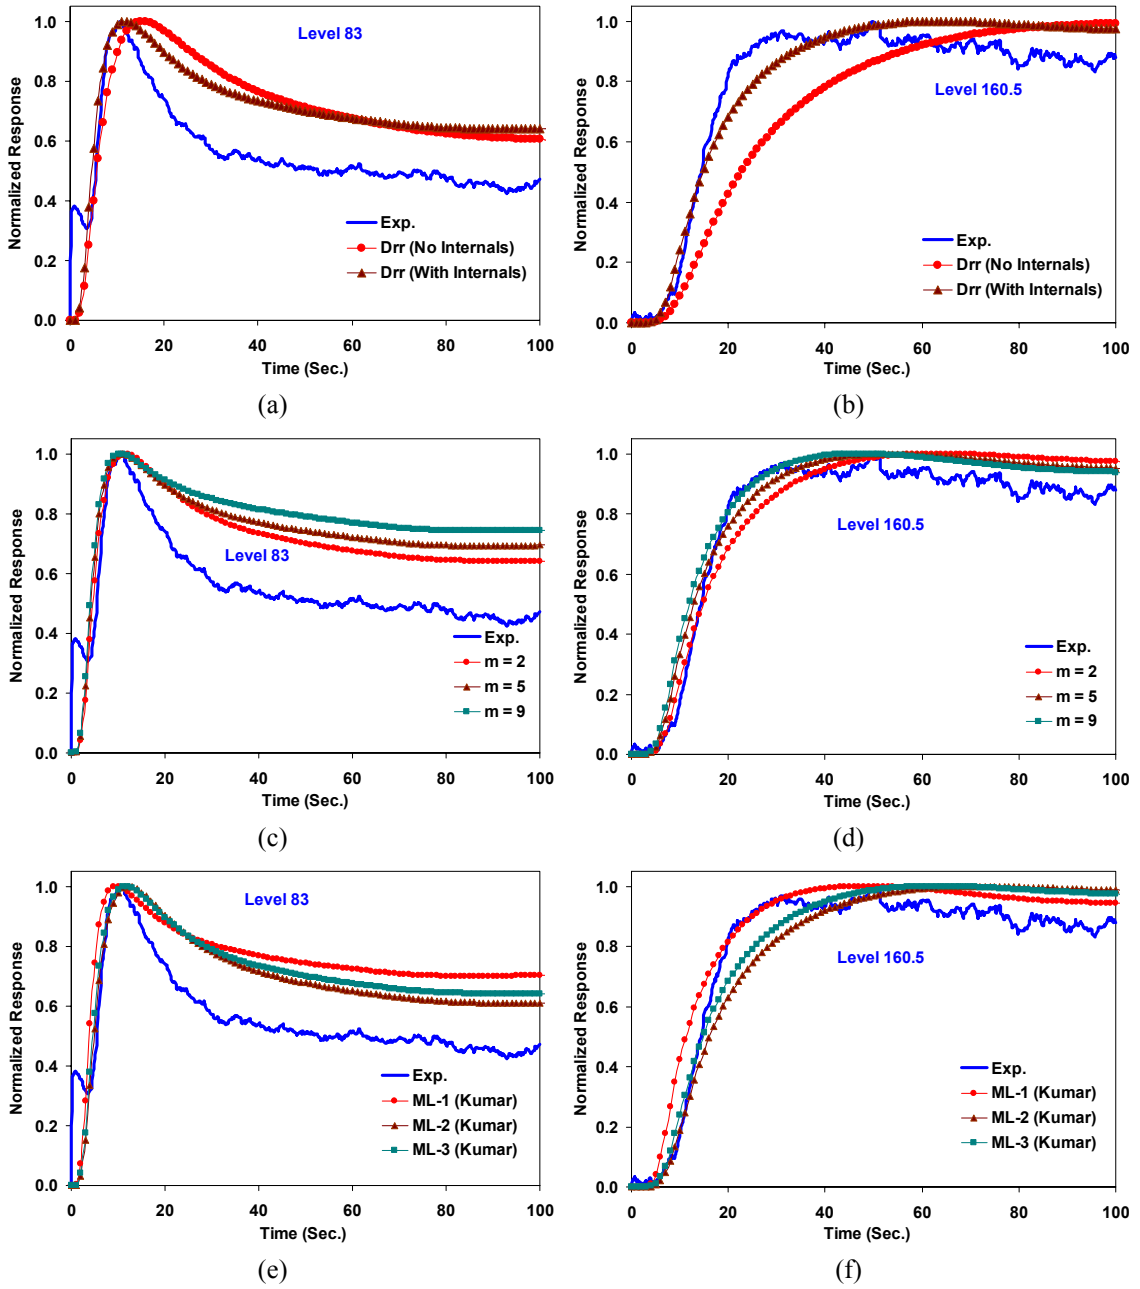 Normalized Response
1.0
0.8
0.6
0.4
0.2
0.0
Level 83
Exp.
Drr (No Internals)
Drr (With Internals)
0 20 40 60 80 100
Time (Sec.)
(a)
Normalized Response
1.0
0.8
0.6
0.4
0.2
0.0
Level 160.5
Exp.
Drr (No Internals)
Drr (With Internals)
0 20 40 60 80 100
Time (Sec.)
(b)
Normalized Response
1.0
0.8
0.6
0.4
0.2
0.0
Level 83
Exp.
m = 2
m = 5
m = 9
0 20 40 60 80 100
Time (Sec.)
(c)
Normalized Response
1.0
0.8
0.6
0.4
0.2
0.0
Level 160.5
Exp.
m = 2
m = 5
m = 9
0 20 40 60 80 100
Time (Sec.)
(d)
Normalized Response
1.0
0.8
0.6
0.4
0.2
0.0
Level 83
Exp.
ML-1 (Kumar)
ML-2 (Kumar)
ML-3 (Kumar)
0 20 40 60 80 100
Time (Sec.)
(e)
Normalized Response
1.0
0.8
0.6
0.4
0.2
0.0
Level 160.5
Exp.
ML-1 (Kumar)
ML-2 (Kumar)
ML-3 (Kumar)
0 20 40 60 80 100
Time (Sec.)
(f)